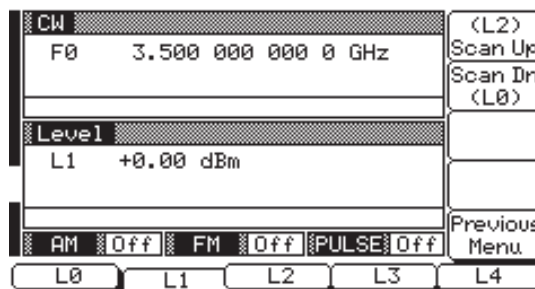 CW
F0 3.500 000 000 0 GHz
Level
L1 +0.00 dBm
AM Off FM Off PULSE Off
(L2)
Scan Up
Scan Dn
(L0)
Previous
Menu
L0 L1 L2 L3 L4